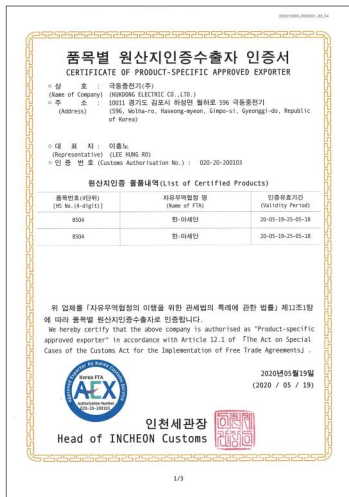 품목별 원산지인증수출자 인증서
CERTIFICATE OF PRODUCT-SPECIFIC APPROVED EXPORTER
○ 상 호 : 극동중전기(주)
(Name of Company) (KUKDONG ELECTRIC CO.,LTD.)
○ 주 소 : 10011 경기도 김포시 하성면 월하로 596 극동중전기
(Address) (596, Wolha-ro, Haseong-myeon, Gimpo-si, Gyeonggi-do, Republic
of Korea)
○ 대 표 자 : 이흥노
(Representative) (LEE HUNG RO)
○ 인 증 번 호 (Customs Authorisation No.) : 020-20-200103
원산지인증 물품내역(List of Certified Products)
품목번호(4단위) 자유무역협정 명 인증유효기간
[HS No.(4-digit)] (Name of FTA) (Validity Period)
8504 한-아세안 20-05-19~25-05-18
8504 한-아세안 20-05-19~25-05-18
위 업체를 「자유무역협정의 이행을 위한 관세법의 특례에 관한 법률」 제12조1항
에 따라 품목별 원산지인증수출자로 인증합니다.
We hereby certify that the above company is authorised as "Product-specific
approved exporter" in accordance with Article 12.1 of 「The Act on Special
Cases of the Customs Act for the Implementation of Free Trade Agreements」.
2020년05월19일
(2020 / 05 / 19)
Korea FTA
AEX
Authorisation Number
020-20-200103
인천세관장
Head of INCHEON Customs
1/3